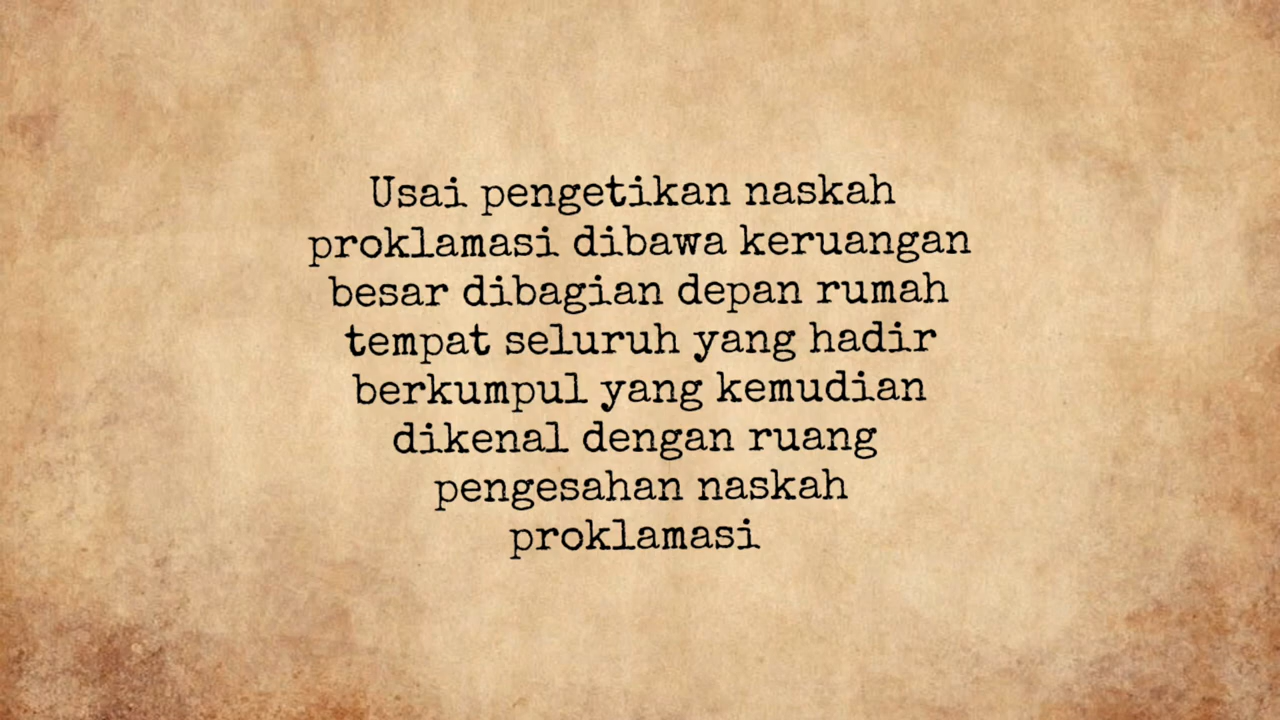 Usai pengetikan naskah
proklamasi dibawa keruangan
besar dibagian depan rumah
tempat seluruh yang hadir
berkumpul yang kemudian
dikenal dengan ruang
pengesahan naskah
proklamasi